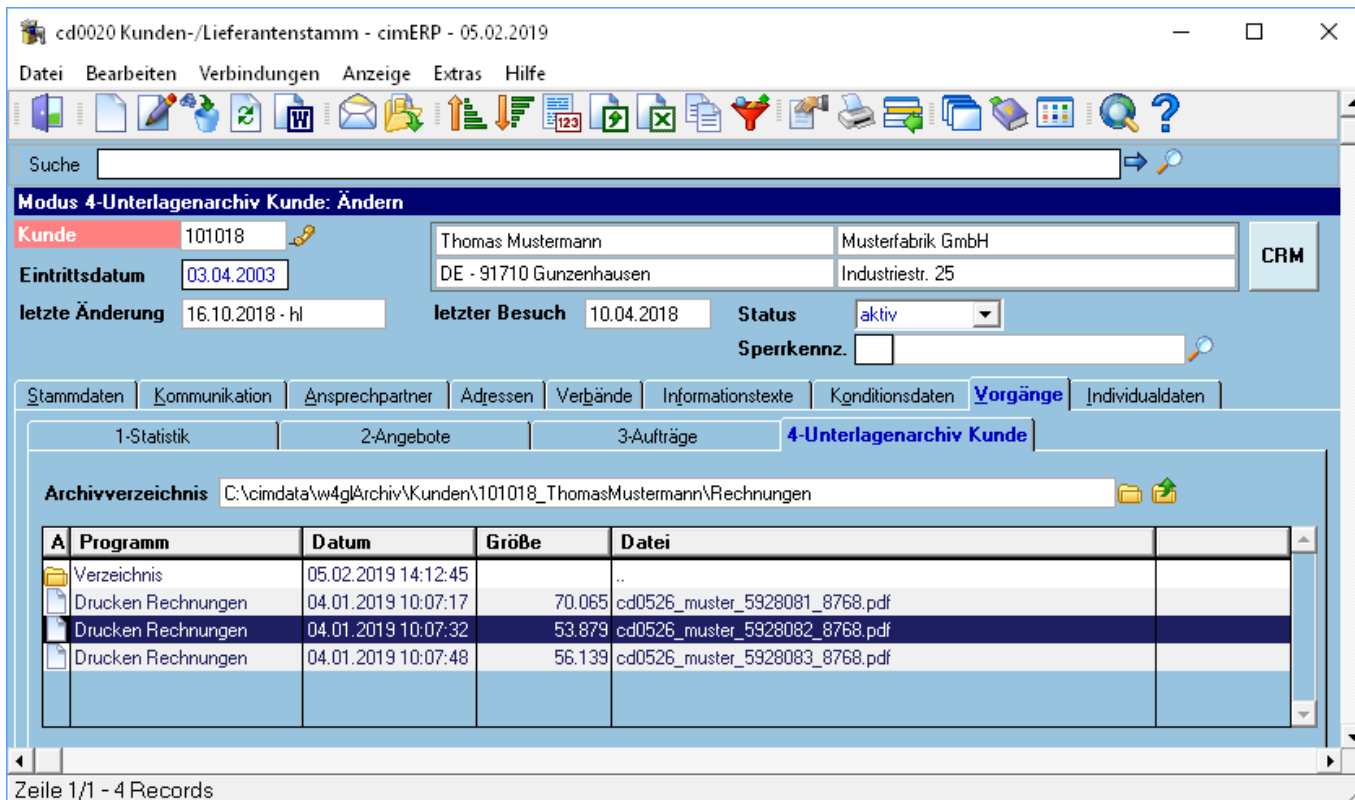 cd0020 Kunden-/Lieferantenstamm - cimERP - 05.02.2019
Datei Bearbeiten Verbindungen Anzeige Extras Hilfe
W 123 ?
Suche
Modus 4-Unterlagenarchiv Kunde: Ändern
Kunde 101018 Thomas Mustermann Musterfabrik GmbH CRM
Eintrittsdatum 03.04.2003 DE - 91710 Gunzenhausen Industriestr. 25
letzte Änderung 16.10.2018 - hl letzter Besuch 10.04.2018 Status aktiv
Sperrkennz.
Stammdaten Kommunikation Ansprechpartner Adressen Verbände Informationstexte Konditionsdaten Vorgänge Individualdaten
1-Statistik 2-Angebote 3-Aufträge 4-Unterlagenarchiv Kunde
Archivverzeichnis C:\cimdata\w4glArchiv\Kunden\101018_ThomasMustermann\Rechnungen
A Programm Datum Größe Datei
Verzeichnis 05.02.2019 14:12:45 ..
Drucken Rechnungen 04.01.2019 10:07:17 70.065 cd0526_muster_5928081_8768.pdf
Drucken Rechnungen 04.01.2019 10:07:32 53.879 cd0526_muster_5928082_8768.pdf
Drucken Rechnungen 04.01.2019 10:07:48 56.139 cd0526_muster_5928083_8768.pdf
Zeile 1/1 - 4 Records